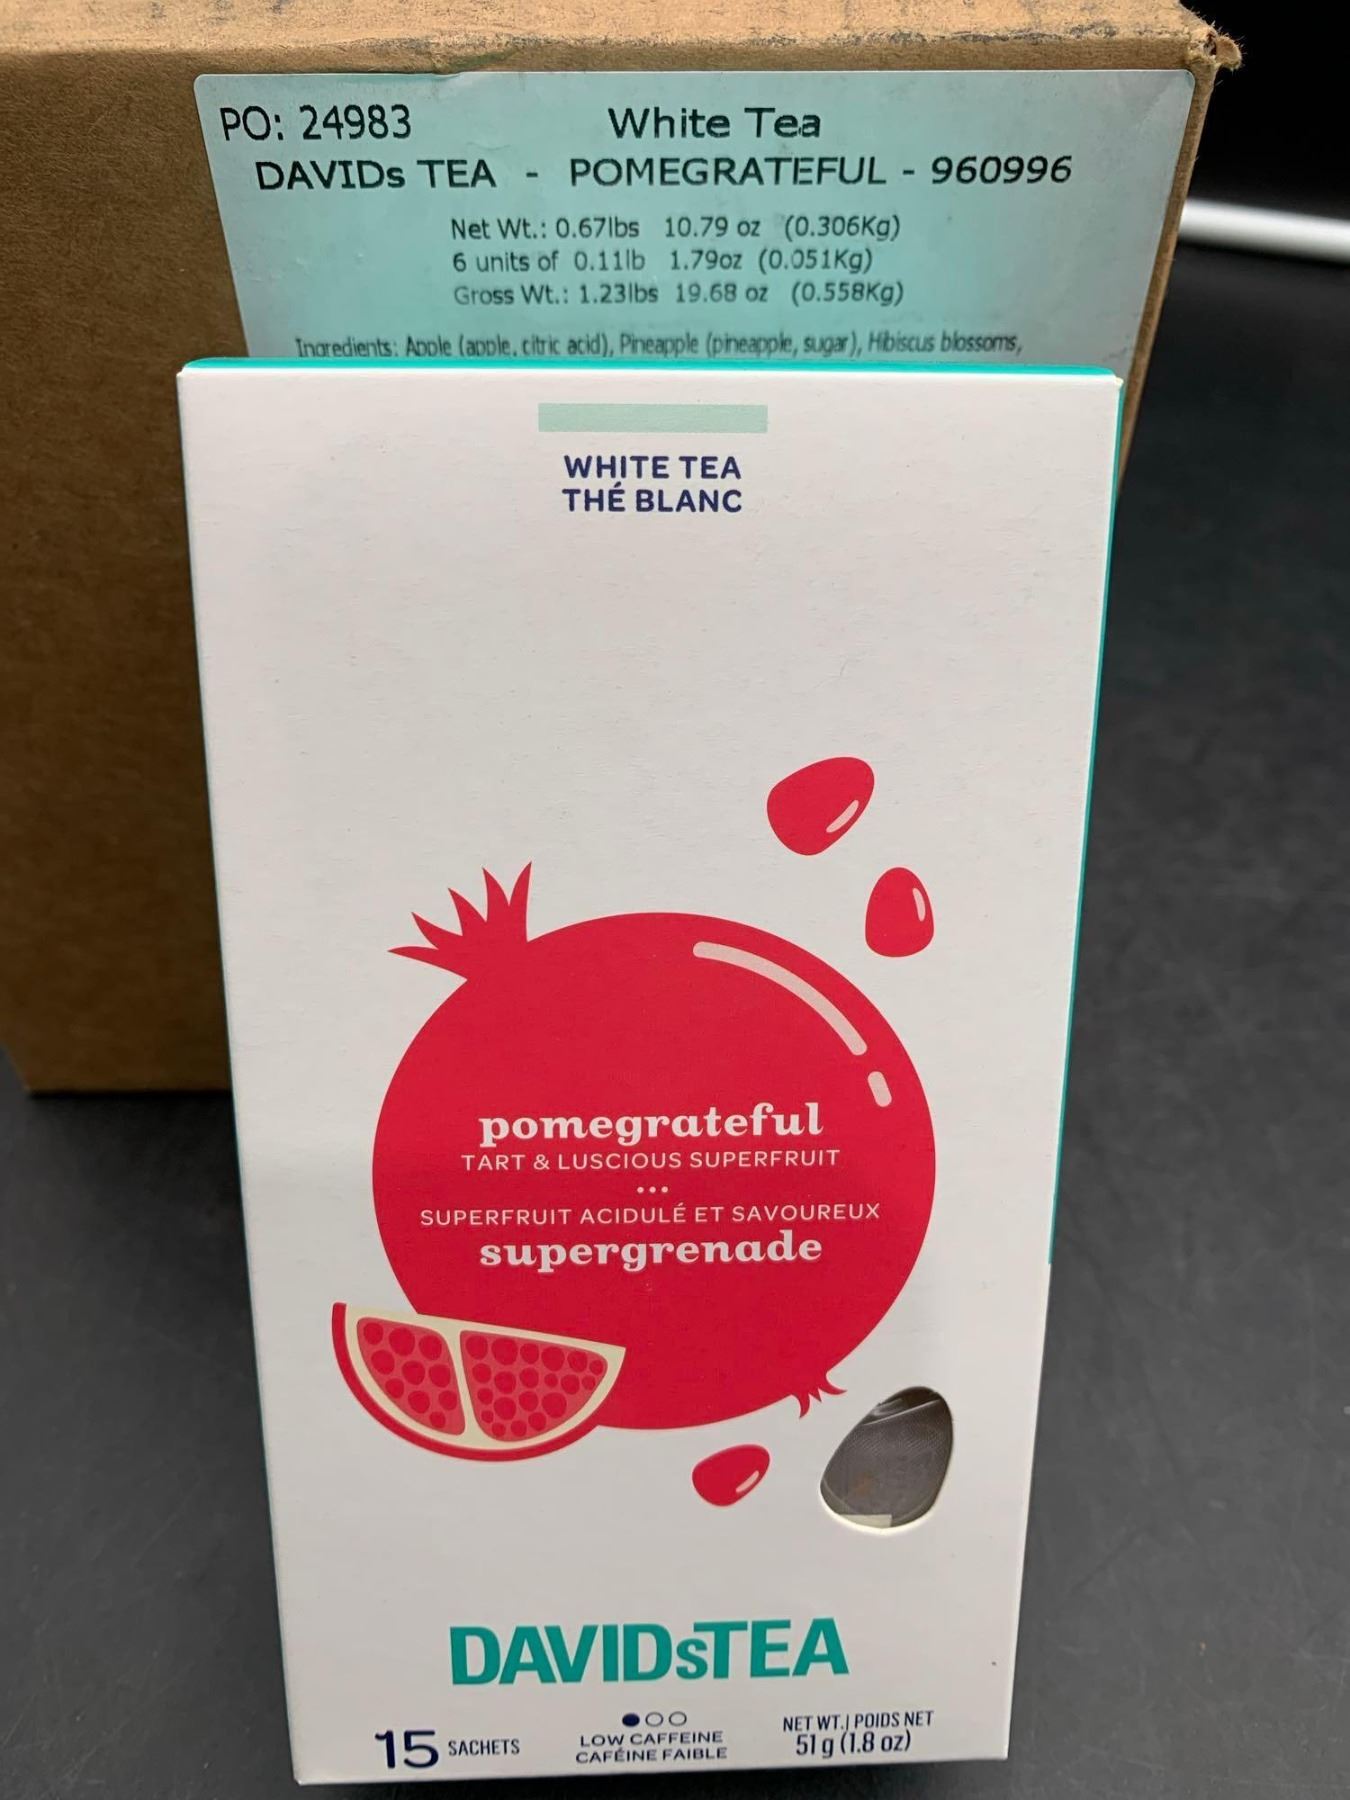 PO: 24983 White Tea
DAVIDs TEA - POMEGRATEFUL - 960996
Net Wt.: 0.67lbs 10.79 oz (0.306Kg)
6 units of 0.11lb 1.79oz (0.051Kg)
Gross Wt.: 1.23lbs 19.68 oz (0.558Kg)
Ingredients: Apple (apple, citric acid), Pineapple (pineapple, sugar), Hibiscus blossoms,
WHITE TEA
THÉ BLANC
pomegrateful
TART & LUSCIOUS SUPERFRUIT
...
SUPERFRUIT ACIDULÉ ET SAVOUREUX
supergrenade
DAVIDsTEA
15 SACHETS
LOW CAFFEINE
CAFÉINE FAIBLE
NET WT. | POIDS NET
51 g (1.8 oz)